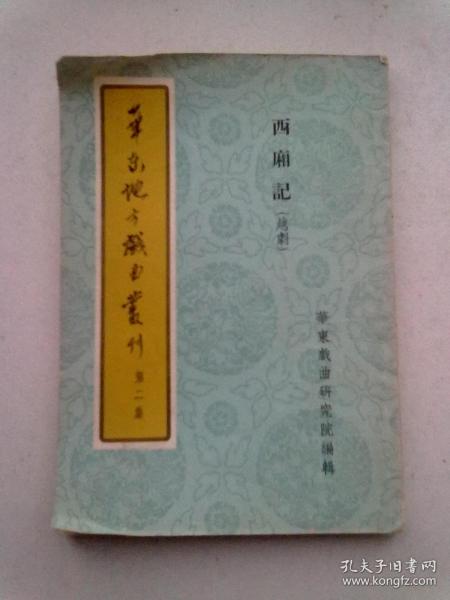 西廂記（越劇）
華東戲曲研究院編輯
華东地方戲曲叢刊
第二集
孔夫子旧书网
www.kongfz.com